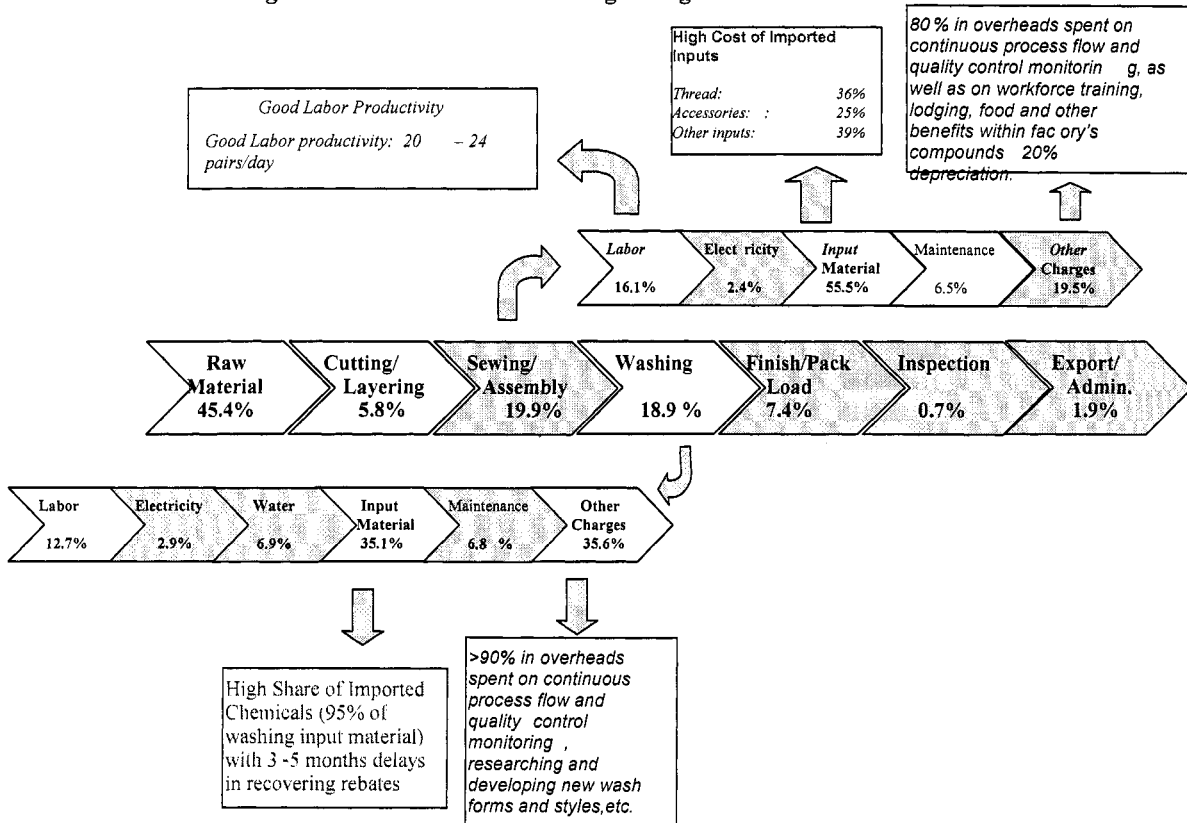 High Cost of Imported
Inputs
Thread: 36%
Accessories: : 25%
Other inputs: 39%
80 % in overheads spent on
continuous process flow and
quality control monitorin g, as
well as on workforce training,
lodging, food and other
benefits within fac ory's
compounds 20%
depreciation.
Good Labor Productivity
Good Labor productivity: 20 – 24
pairs/day
Labor
16.1%
Elect ricity
2.4%
Input
Material
55.5%
Maintenance
6.5%
Other
Charges
19.5%
Raw
Material
45.4%
Cutting/
Layering
5.8%
Sewing/
Assembly
19.9%
Washing
18.9 %
Finish/Pack
Load
7.4%
Inspection
0.7%
Export/
Admin.
1.9%
Labor
12.7%
Electricity
2.9%
Water
6.9%
Input
Material
35.1%
Maintenance
6.8 %
Other
Charges
35.6%
High Share of Imported
Chemicals (95% of
washing input material)
with 3 -5 months delays
in recovering rebates
>90% in overheads
spent on continuous
process flow and
quality control
monitoring ,
researching and
developing new wash
forms and styles,etc.